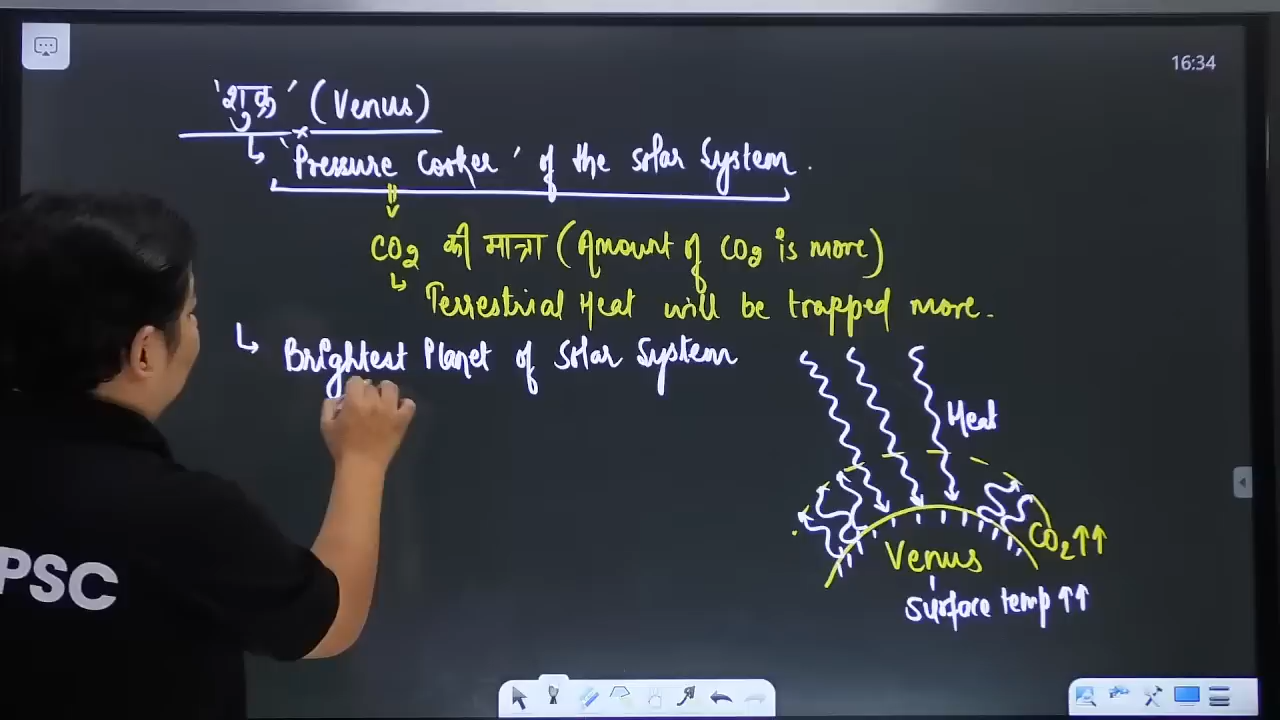 16:34
'शुक्र' (Venus)
'Pressure Cooker' of the Solar System.
CO2 की मात्रा (Amount of CO2 is more)
Terrestrial Heat will be trapped more.
Brightest Planet of Solar System
Heat
CO2 ↑↑
Venus
Surface temp ↑↑
PSC